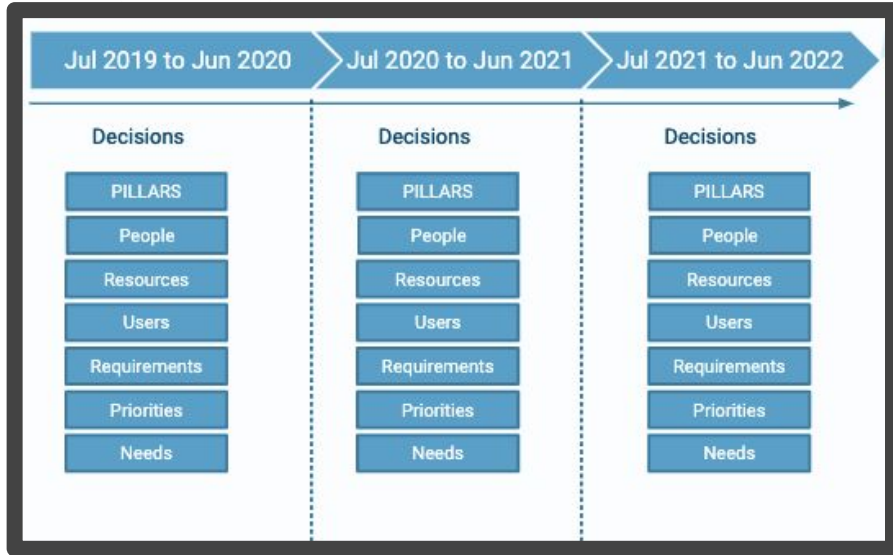 Jul 2019 to Jun 2020
Jul 2020 to Jun 2021
Jul 2021 to Jun 2022
Decisions
PILLARS
People
Resources
Users
Requirements
Priorities
Needs
Decisions
PILLARS
People
Resources
Users
Requirements
Priorities
Needs
Decisions
PILLARS
People
Resources
Users
Requirements
Priorities
Needs